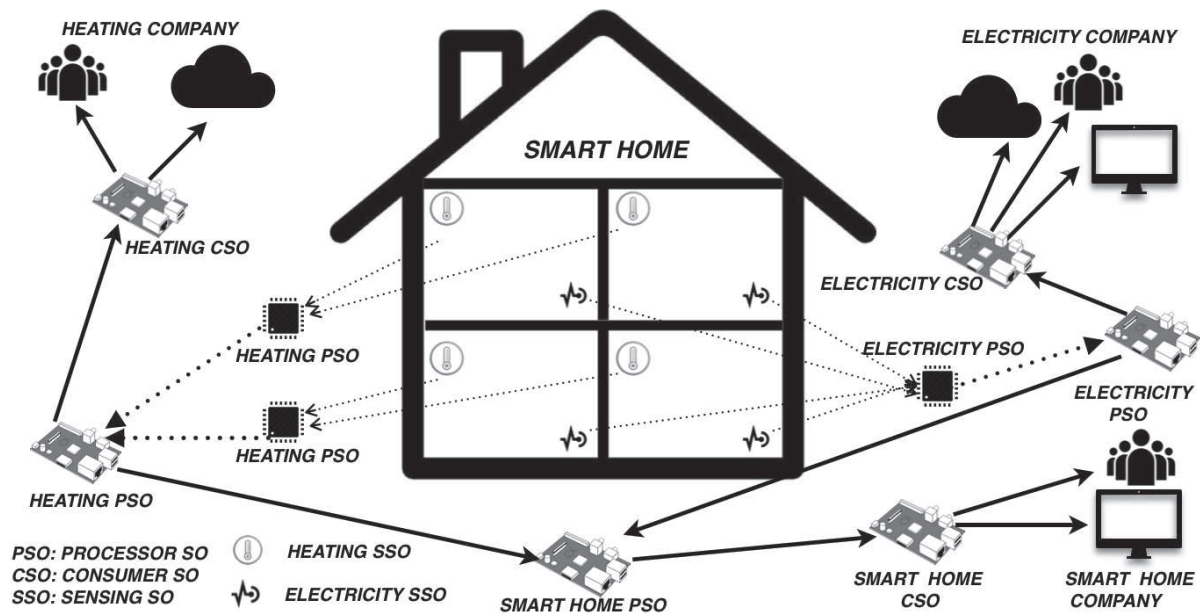 HEATING COMPANY
ELECTRICITY COMPANY
SMART HOME
HEATING CSO
ELECTRICITY CSO
HEATING PSO
ELECTRICITY PSO
ELECTRICITY
PSO
HEATING PSO
HEATING PSO
PSO: PROCESSOR SO
CSO: CONSUMER SO
SSO: SENSING SO
HEATING SSO
ELECTRICITY SSO
SMART HOME PSO
SMART HOME
CSO
SMART HOME
COMPANY